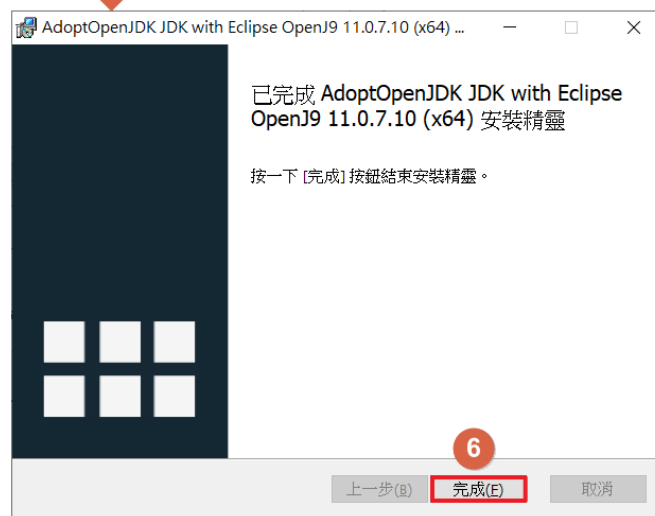 AdoptOpenJDK JDK with Eclipse OpenJ9 11.0.7.10 (x64) ...
已完成 AdoptOpenJDK JDK with Eclipse
OpenJ9 11.0.7.10 (x64) 安裝精靈
按一下 [完成] 按鈕結束安裝精靈。
6
上一步(B) 完成(F) 取消